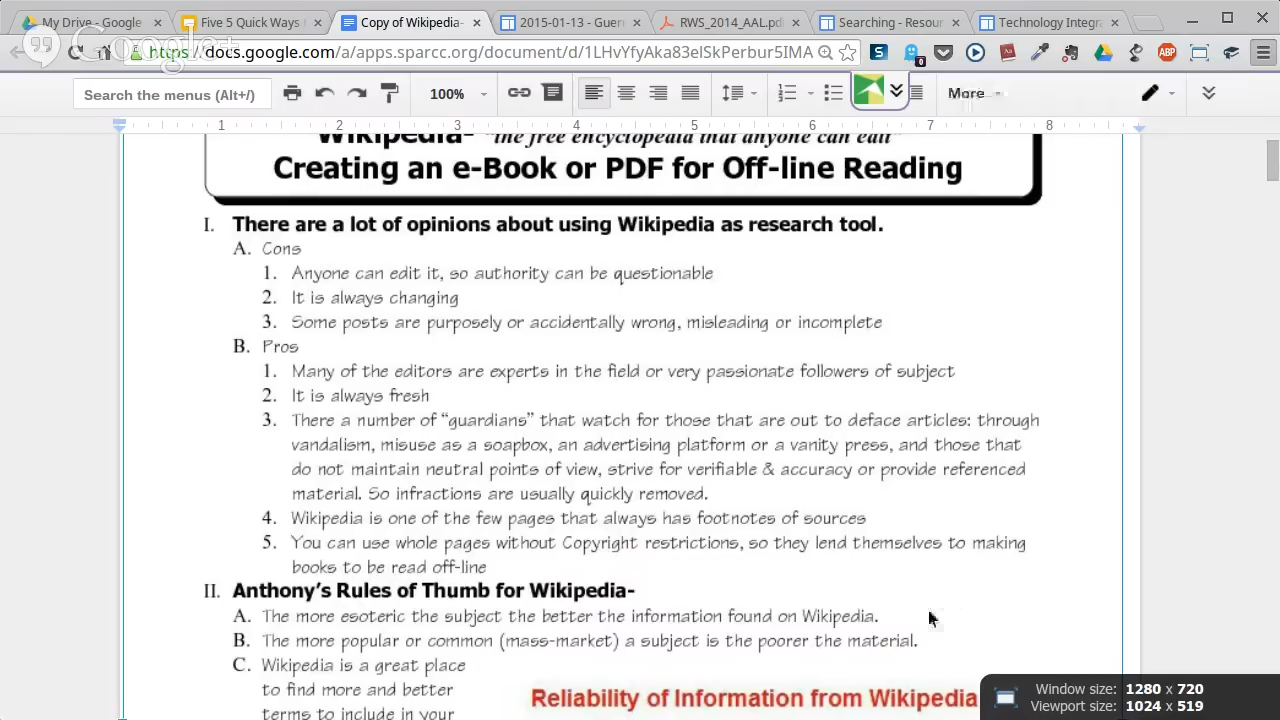 My Drive - Google
Five 5 Quick Ways
Copy of Wikipedia-
2015-01-13 - Guer
RWS_2014_AAL.pd
Searching - Resour
Technology Integra
Google+
https://docs.google.com/a/apps.sparcc.org/document/d/1LHvYfyAka83elSkPerbur5IMA
Search the menus (Alt+/)
100%
More
1 2 3 4 5 6 7 8
Wikipedia- "the free encyclopedia that anyone can edit"
Creating an e-Book or PDF for Off-line Reading
I. There are a lot of opinions about using Wikipedia as research tool.
A. Cons
1. Anyone can edit it, so authority can be questionable
2. It is always changing
3. Some posts are purposely or accidentally wrong, misleading or incomplete
B. Pros
1. Many of the editors are experts in the field or very passionate followers of subject
2. It is always fresh
3. There a number of “guardians” that watch for those that are out to deface articles: through
vandalism, misuse as a soapbox, an advertising platform or a vanity press, and those that
do not maintain neutral points of view, strive for verifiable & accuracy or provide referenced
material. So infractions are usually quickly removed.
4. Wikipedia is one of the few pages that always has footnotes of sources
5. You can use whole pages without Copyright restrictions, so they lend themselves to making
books to be read off-line
II. Anthony’s Rules of Thumb for Wikipedia-
A. The more esoteric the subject the better the information found on Wikipedia.
B. The more popular or common (mass-market) a subject is the poorer the material.
C. Wikipedia is a great place
to find more and better
terms to include in your
Reliability of Information from Wikipedia
Window size: 1280 x 720
Viewport size: 1024 x 519
0
ABP
S